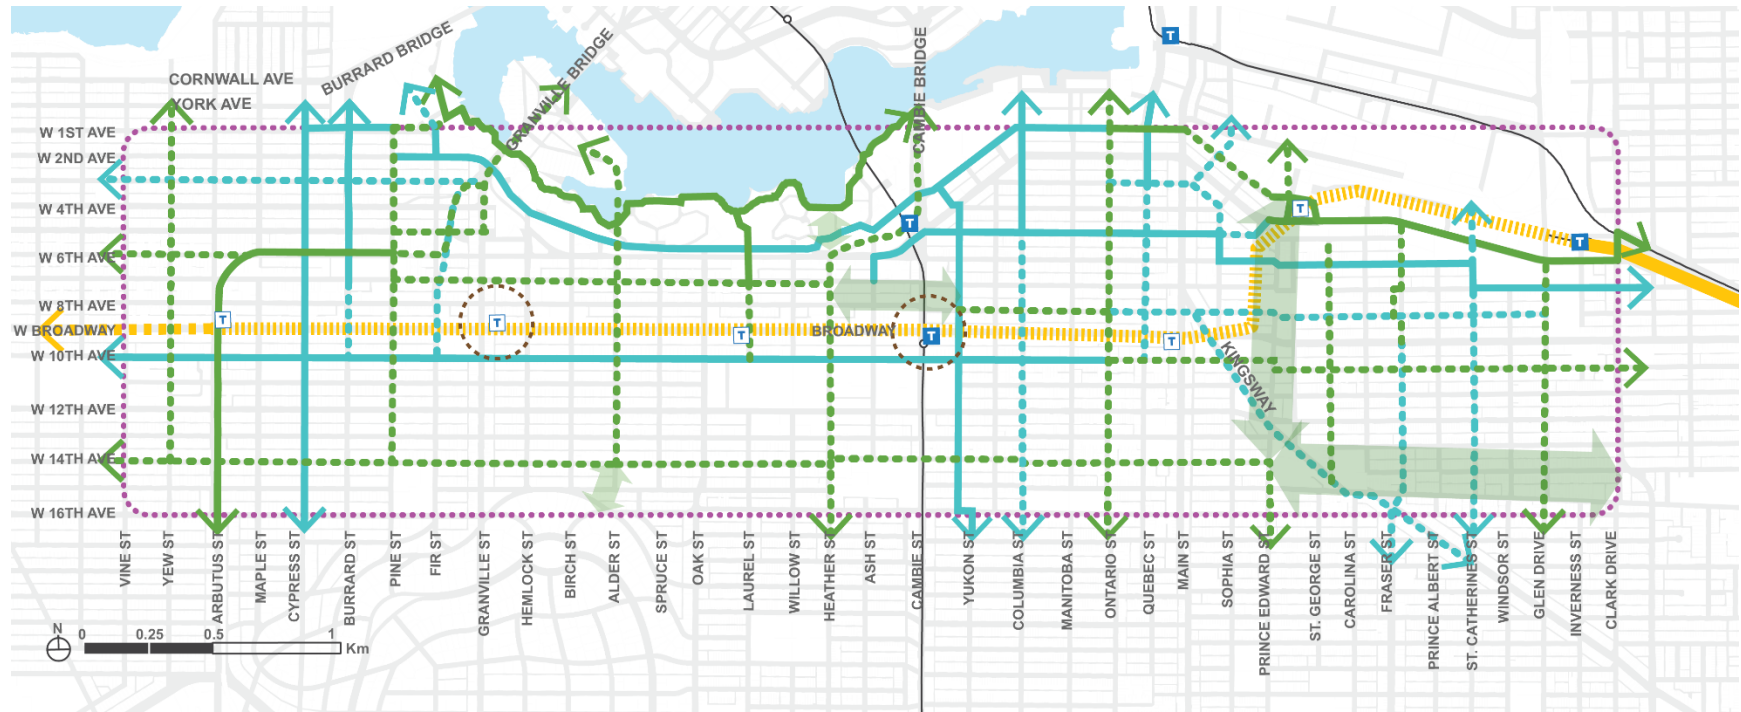 CORNWALL AVE
YORK AVE
BURRARD BRIDGE
GRANVILLE BRIDGE
CAMBIE BRIDGE
T
W 1ST AVE
W 2ND AVE
W 4TH AVE
T
T
T
W 6TH AVE
W 8TH AVE
T
T
T
T
T
W BROADWAY
BROADWAY
W 10TH AVE
KINGSWAY
W 12TH AVE
W 14TH AVE
W 16TH AVE
VINE ST
YEW ST
ARBUTUS ST
MAPLE ST
CYPRESS ST
BURRARD ST
PINE ST
FIR ST
GRANVILLE ST
HEMLOCK ST
BIRCH ST
ALDER ST
SPRUCE ST
OAK ST
LAUREL ST
WILLOW ST
HEATHER ST
ASH ST
CAMBIE ST
YUKON ST
COLUMBIA ST
MANITOBA ST
ONTARIO ST
QUEBEC ST
MAIN ST
SOPHIA ST
PRINCE EDWARD ST
ST. GEORGE ST
CAROLINA ST
FRASER ST
PRINCE ALBERT ST
ST. CATHERINES ST
WINDSOR ST
GLEN DRIVE
INVERNESS ST
CLARK DRIVE
N
0 0.25 0.5 1
Km